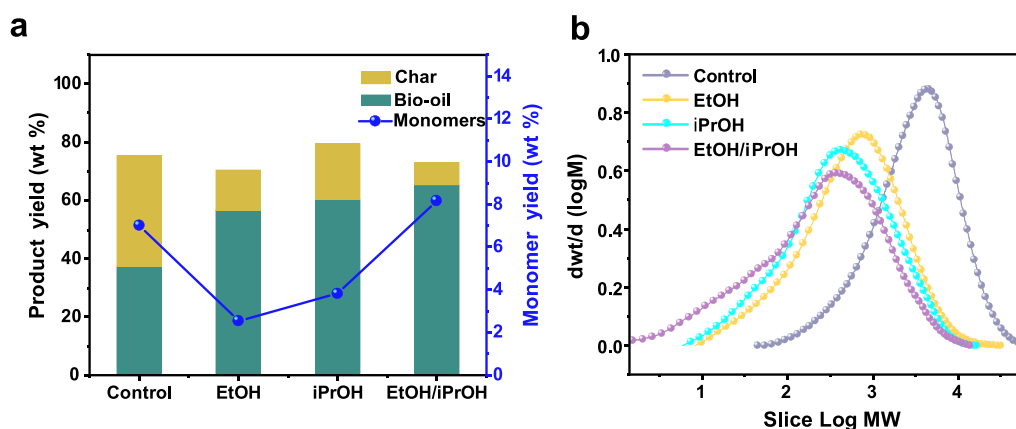 a
Product yield (wt %)
100
80
60
40
20
0
Char
Bio-oil
Monomers
15
14
12
10
8
6
4
2
0
Monomer yield (wt %)
Control
EtOH
iPrOH
EtOH/iPrOH
b
dwt/d (logM)
1.0
0.8
0.6
0.4
0.2
0.0
Control
EtOH
iPrOH
EtOH/iPrOH
1
2
3
4
Slice Log MW